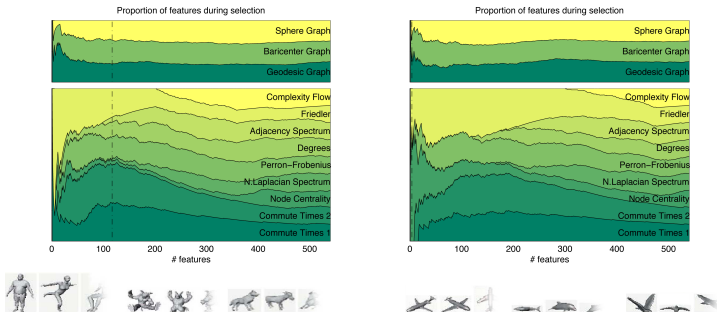 Proportion of features during selection
Sphere Graph
Baricenter Graph
Geodesic Graph
Complexity Flow
Friedler
Adjacency Spectrum
Degrees
Perron−Frobenius
N.Laplacian Spectrum
Node Centrality
Commute Times 2
Commute Times 1
0 100 200 300 400 500
# features
Proportion of features during selection
Sphere Graph
Baricenter Graph
Geodesic Graph
Complexity Flow
Friedler
Adjacency Spectrum
Degrees
Perron−Frobenius
N.Laplacian Spectrum
Node Centrality
Commute Times 2
Commute Times 1
0 100 200 300 400 500
# features